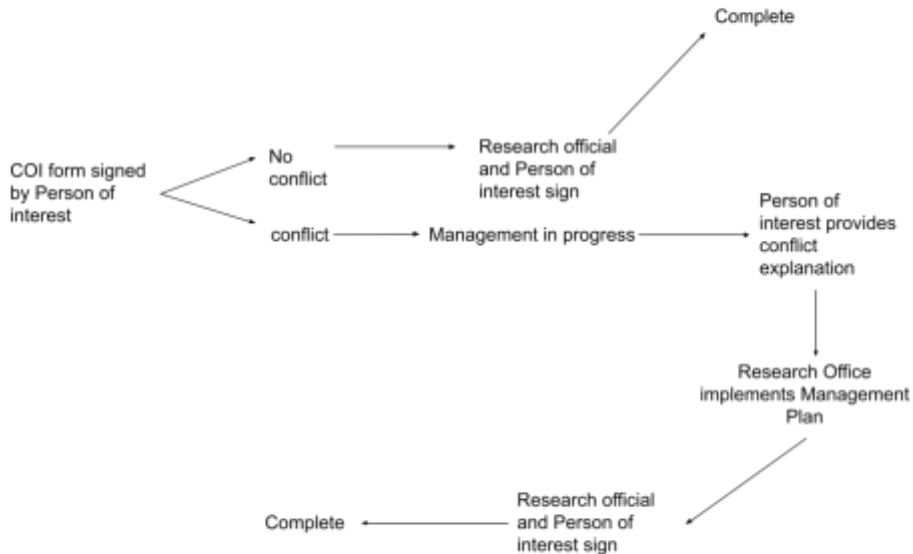 Complete
COI form signed
by Person of
interest
No
conflict
Research official
and Person of
interest sign
conflict
Management in progress
Person of
interest provides
conflict
explanation
Research Office
implements Management
Plan
Research official
and Person of
interest sign
Complete